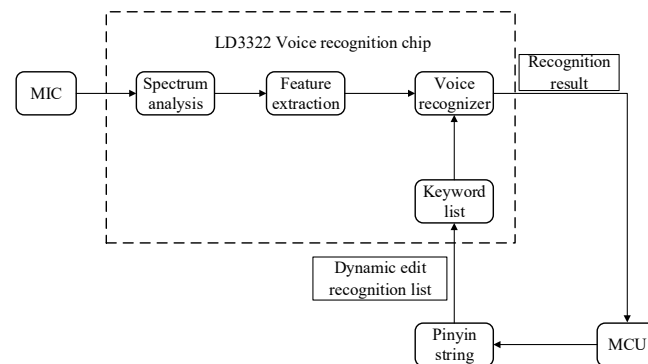 LD3322 Voice recognition chip
Recognition
result
MIC
Spectrum
analysis
Feature
extraction
Voice
recognizer
Keyword
list
Dynamic edit
recognition list
Pinyin
string
MCU